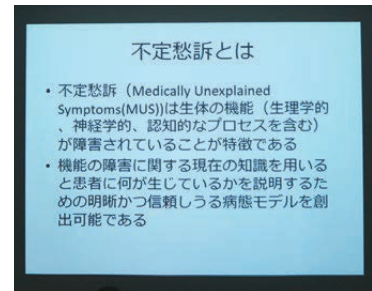 不定愁訴とは
• 不定愁訴（Medically Unexplained
Symptoms(MUS))は生体の機能（生理学的
、神経学的、認知的なプロセスを含む）
が障害されていることが特徴である
• 機能の障害に関する現在の知識を用いる
と患者に何が生じているかを説明するた
めの明晰かつ信頼しうる病態モデルを創
出可能である